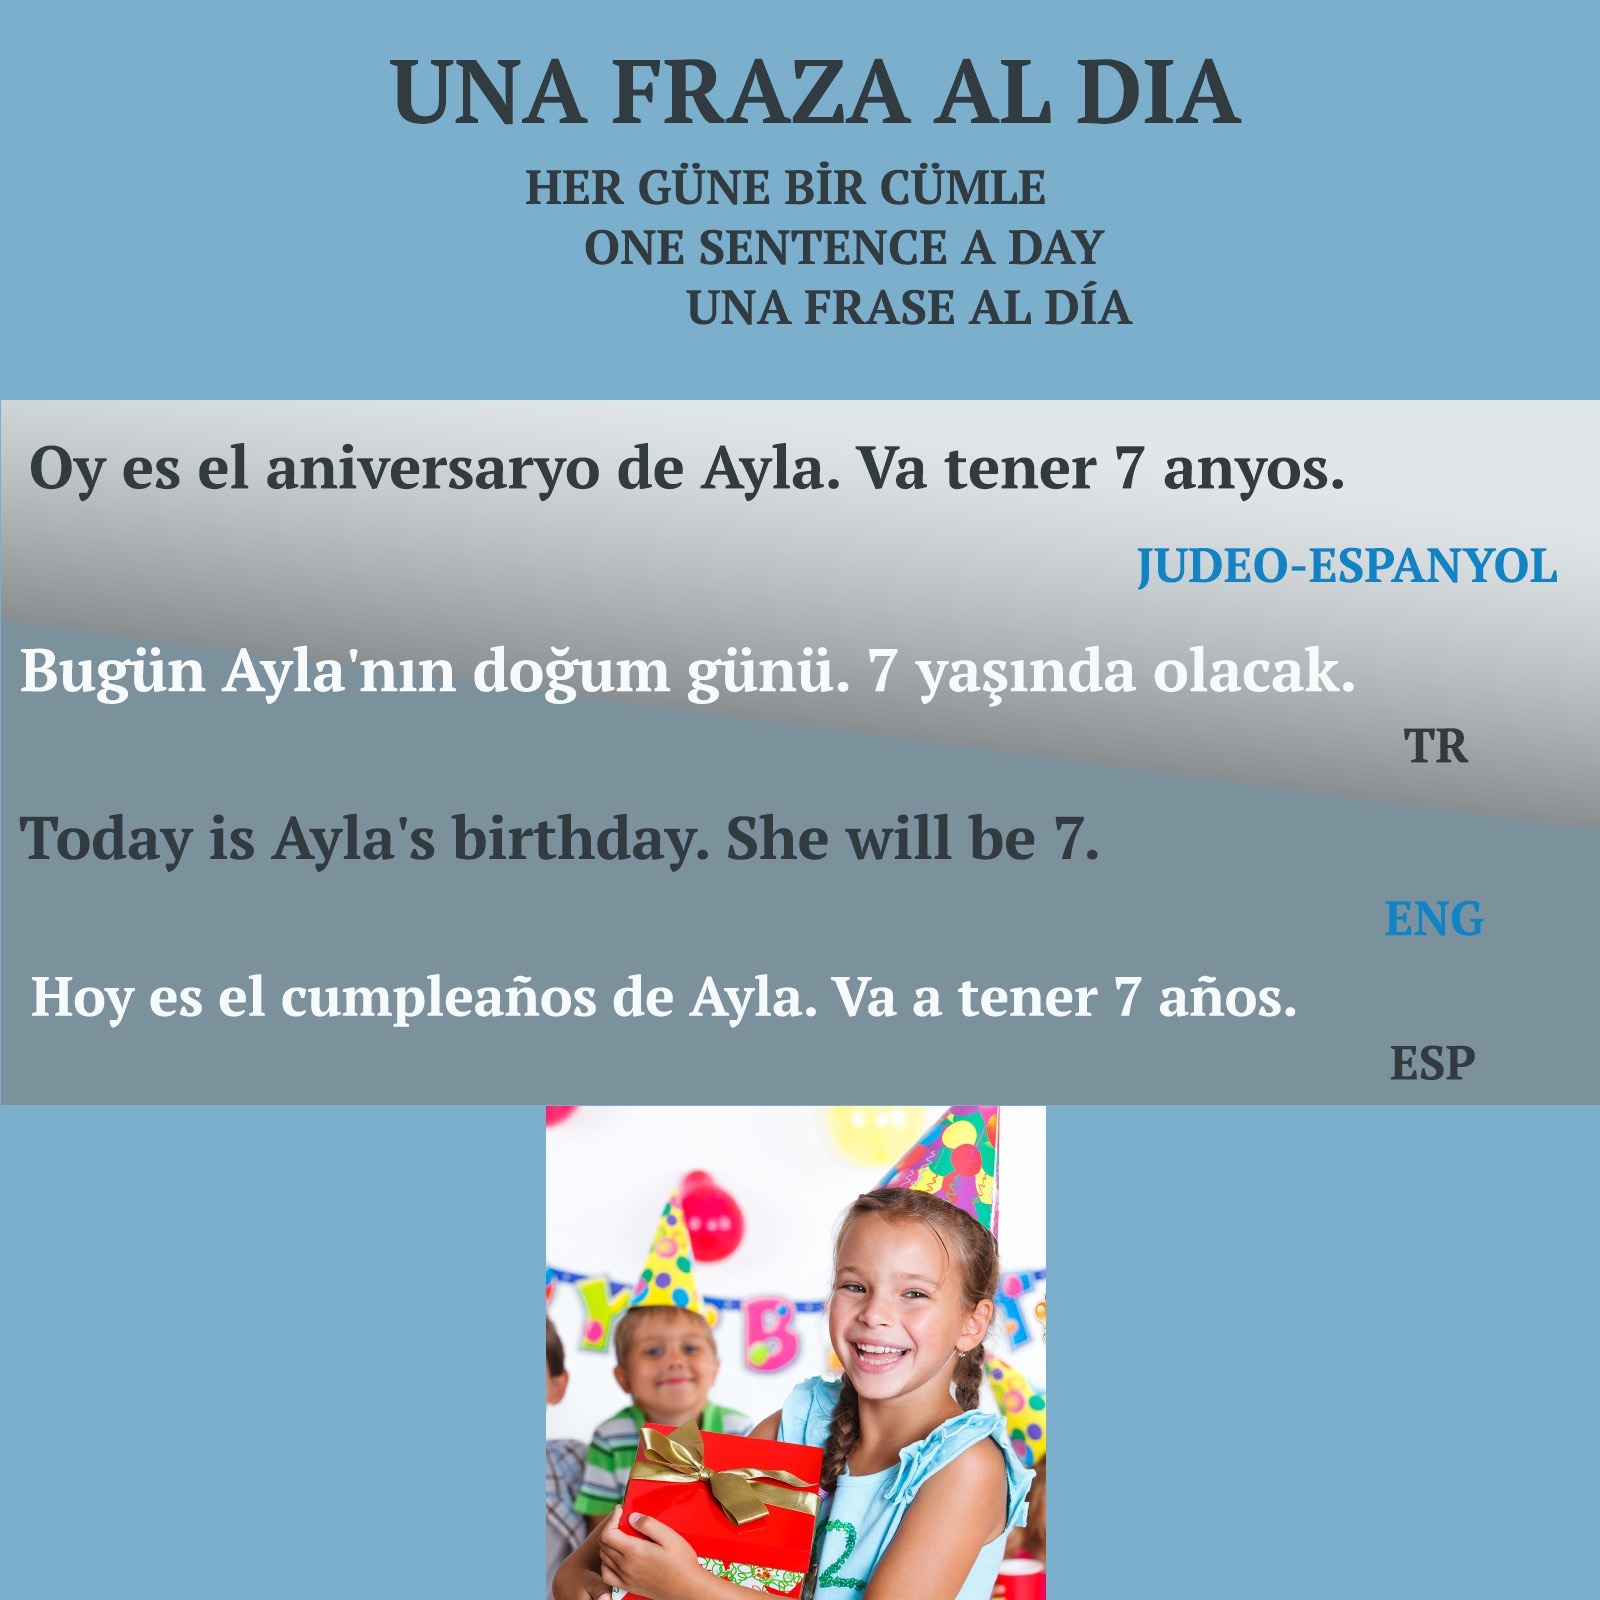 UNA FRAZA AL DIA
HER GÜNE BİR CÜMLE
ONE SENTENCE A DAY
UNA FRASE AL DÍA
Oy es el aniversaryo de Ayla. Va tener 7 anyos.
JUDEO-ESPANYOL
Bugün Ayla'nın doğum günü. 7 yaşında olacak.
TR
Today is Ayla's birthday. She will be 7.
ENG
Hoy es el cumpleaños de Ayla. Va a tener 7 años.
ESP
Y B T
2